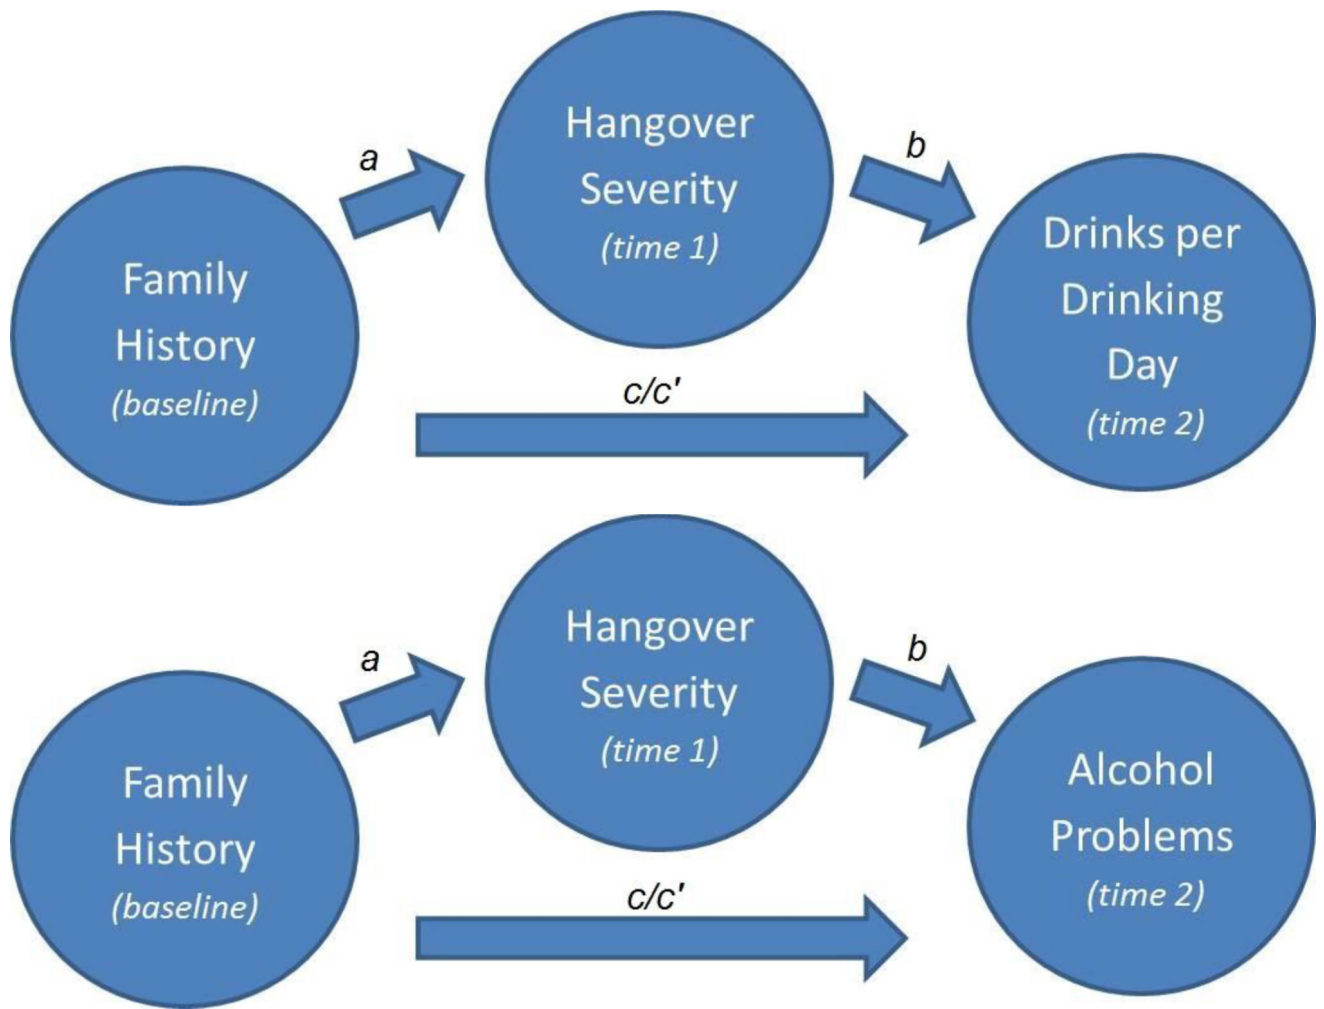 a
Hangover
Severity
(time 1)
b
Family
History
(baseline)
Drinks per
Drinking
Day
(time 2)
c/c'
a
Hangover
Severity
(time 1)
b
Family
History
(baseline)
Alcohol
Problems
(time 2)
c/c'